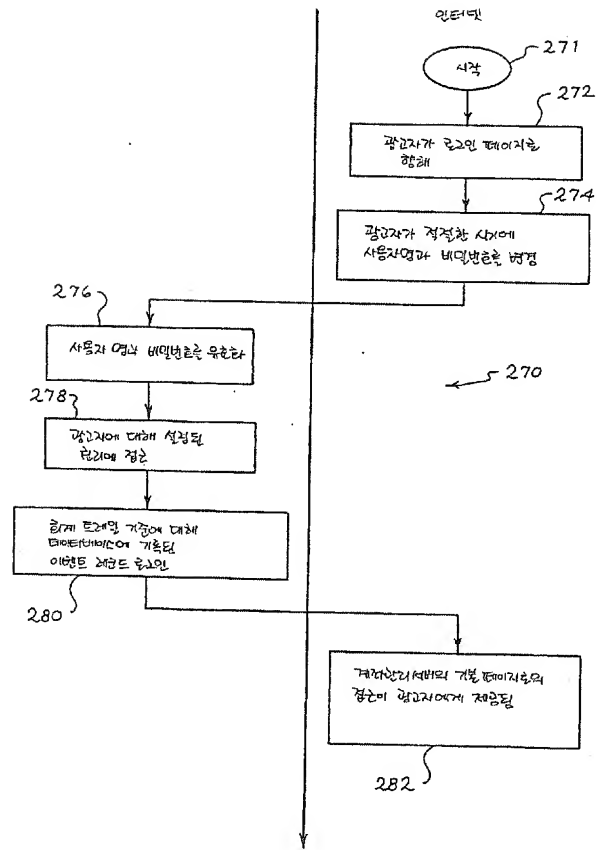 인터넷
271
시작
272
광고자가 로그인 페이지를
향해
274
광고자가 적절한 시기에
사용자명과 비밀번호를 변경
276
사용자 명과 비밀번호를 유효화
270
278
광고자에 대해 설정된
권리에 접근
회계 트레일 기준에 대해
데이터베이스에 기록된
이벤트 레코드 로그인
280
계좌관리서버의 기본페이지로의
접근이 광고자에게 제공됨
282